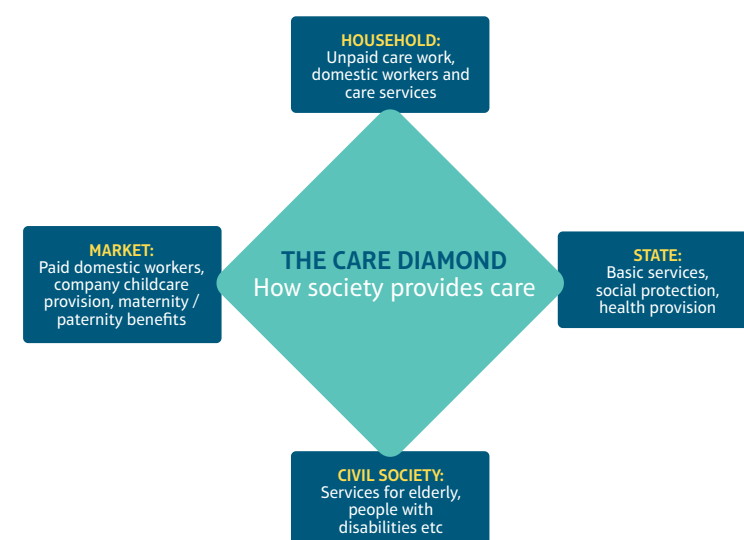 HOUSEHOLD:
Unpaid care work,
domestic workers and
care services
MARKET:
Paid domestic workers,
company childcare
provision, maternity /
paternity benefits
THE CARE DIAMOND
How society provides care
STATE:
Basic services,
social protection,
health provision
CIVIL SOCIETY:
Services for elderly,
people with
disabilities etc